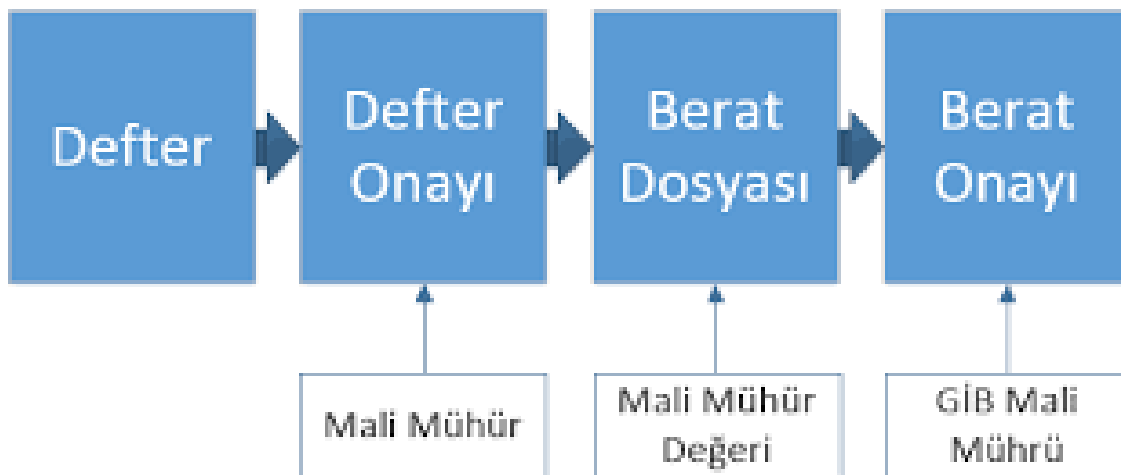 Defter
Defter
Onayı
Berat
Dosyası
Berat
Onayı
Mali Mühür
Mali Mühür
Değeri
GİB Mali
Mührü